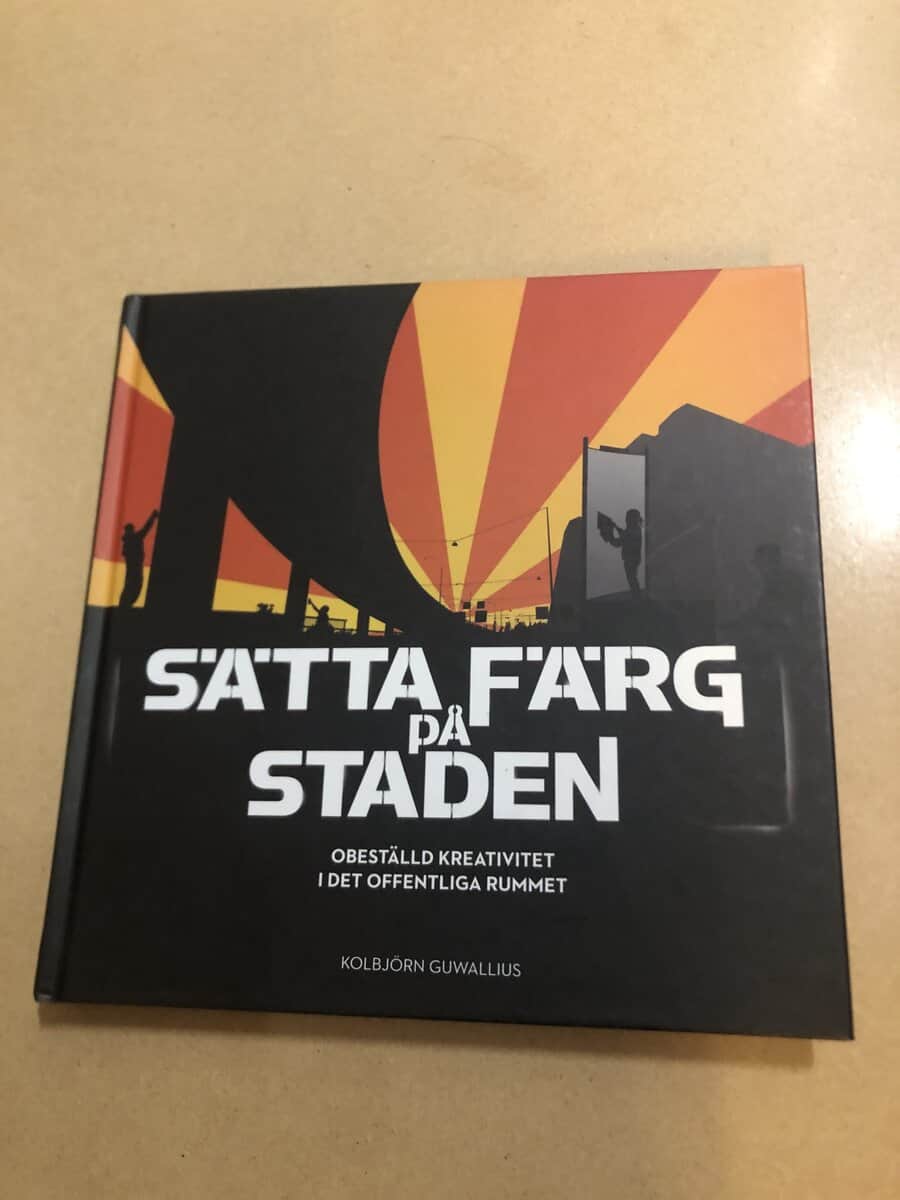 SÄTTA FÄRG
PÅ
STADEN
OBESTÄLLD KREATIVITET
I DET OFFENTLIGA RUMMET
KOLBJÖRN GUWALLIUS